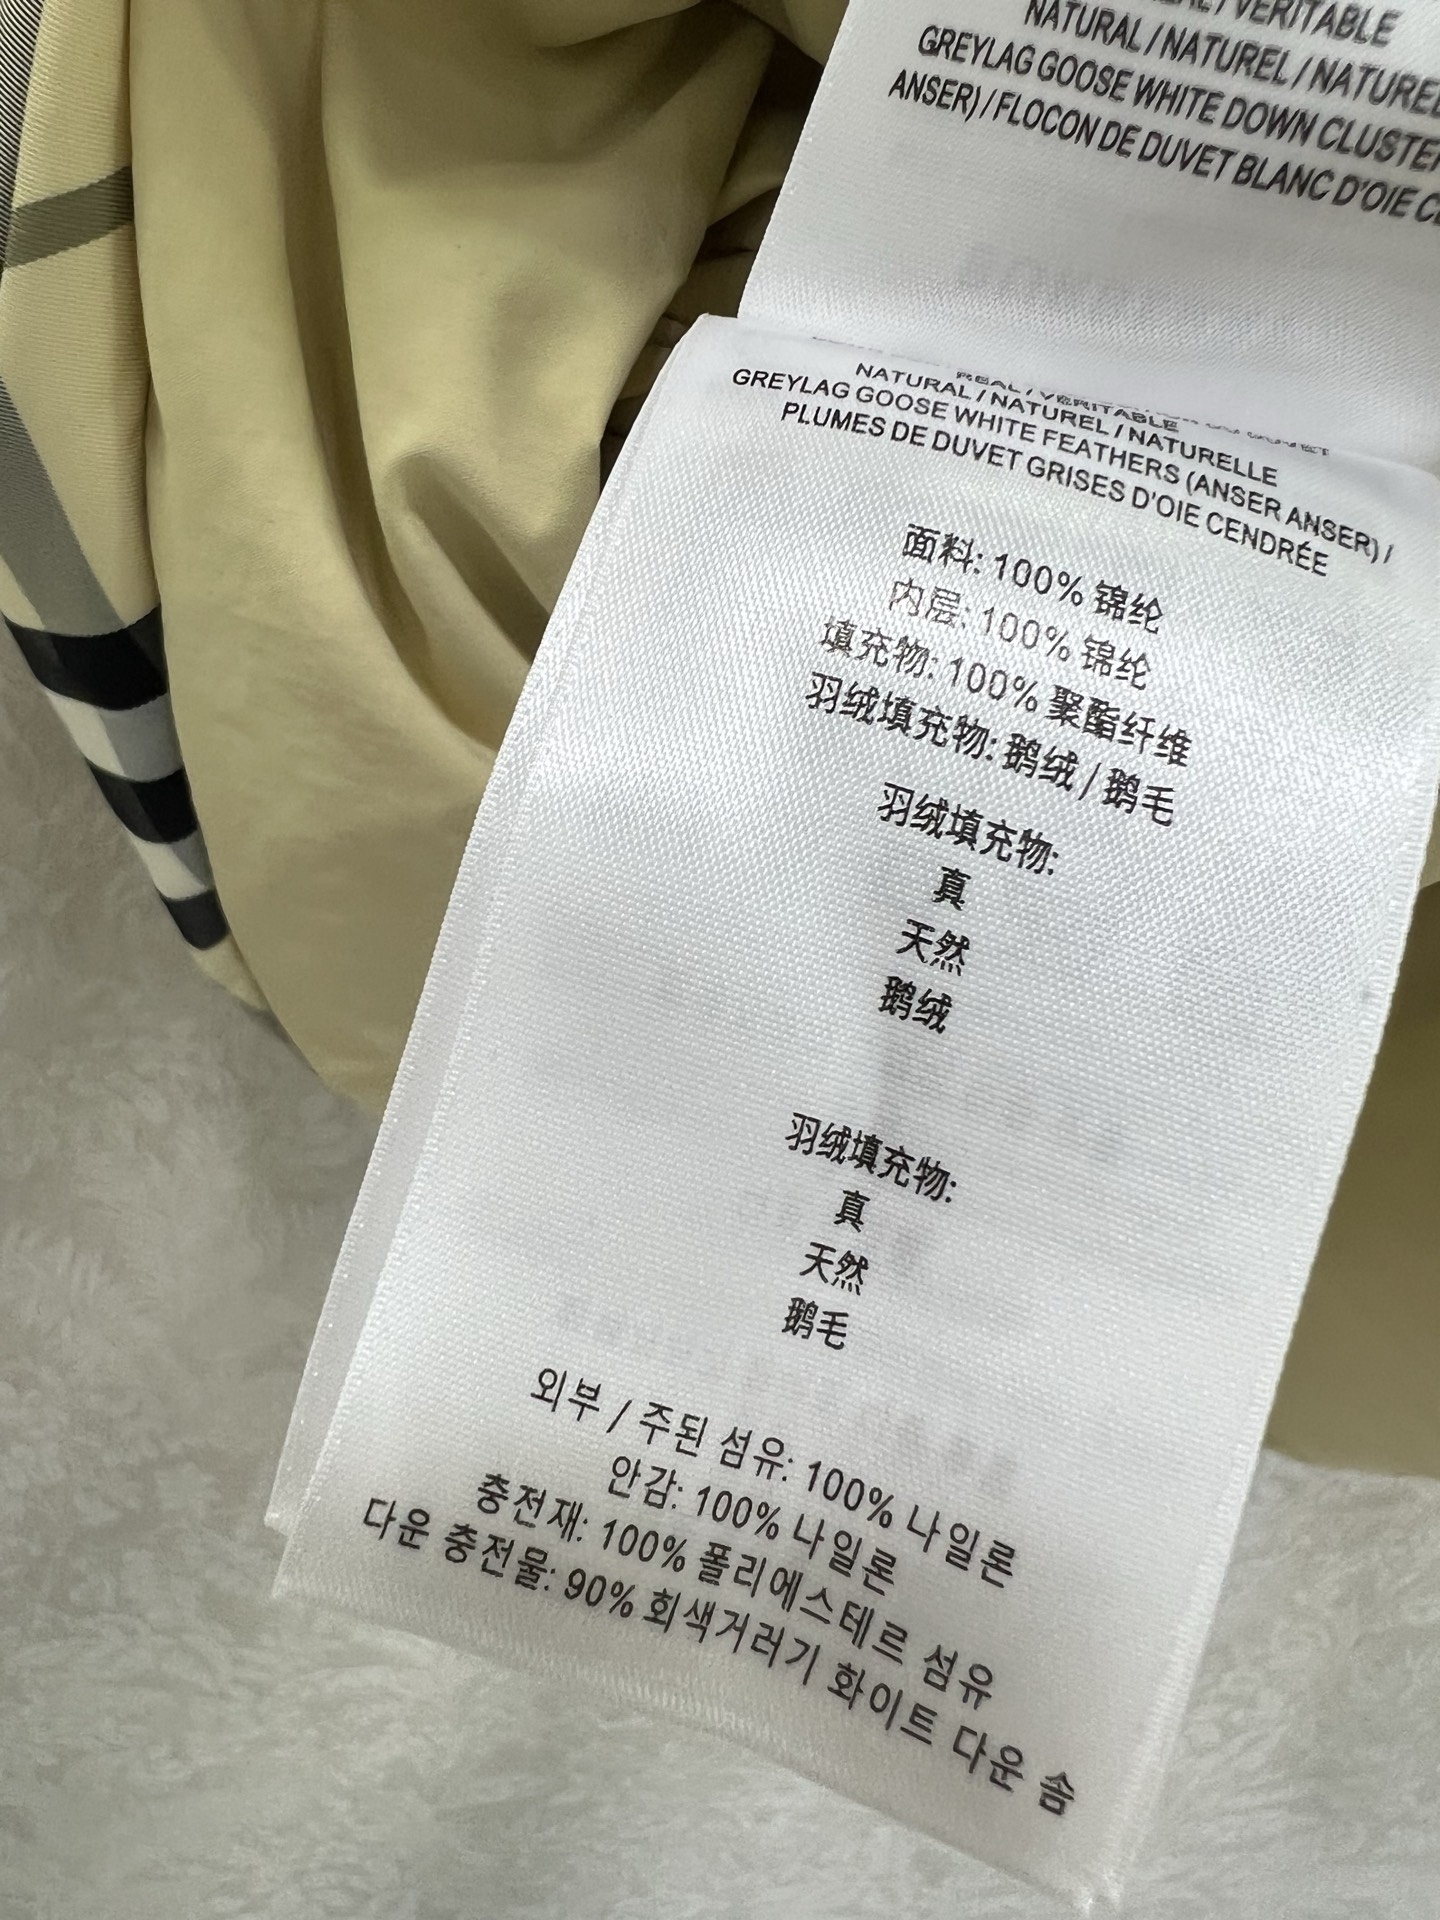 VERITABLE
NATURAL / NATUREL /
GREYLAG GOOSE WHITE DOWN
ANSER) / FLOCON DE DUVET BLANC D'OIE
REAL / VERITABLE
NATURAL / NATUREL / NATURELLE
GREYLAG GOOSE WHITE FEATHERS (ANSER ANSER) /
PLUMES DE DUVET GRISES D'OIE CENDRÉE
面料: 100% 锦纶
内层: 100% 锦纶
填充物: 100% 聚酯纤维
羽绒填充物: 鹅绒 / 鹅毛
羽绒填充物:
真
天然
鹅绒
羽绒填充物:
真
天然
鹅毛
외부 / 주된 섬유: 100% 나일론
안감: 100% 나일론
충전재: 100% 폴리에스테르 섬유
다운 충전물: 90% 회색거러기 화이트 다운 솜